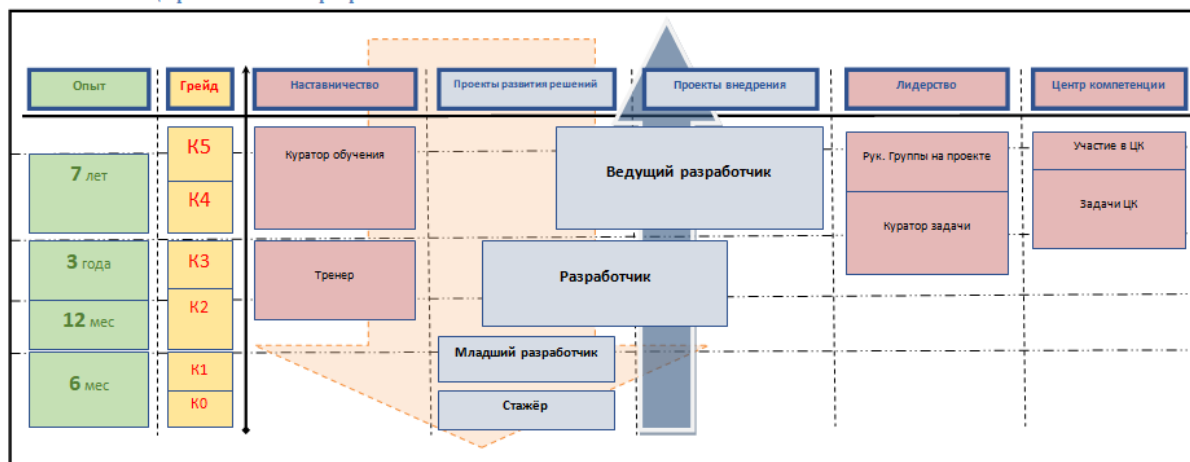 Опыт
Грейд
Наставничество
Проекты развития решений
Проекты внедрения
Лидерство
Центр компетенции
7 лет
3 года
12 мес
6 мес
К5
К4
К3
К2
К1
К0
Куратор обучения
Тренер
Ведущий разработчик
Разработчик
Младший разработчик
Стажёр
Рук. Группы на проекте
Куратор задачи
Участие в ЦК
Задачи ЦК